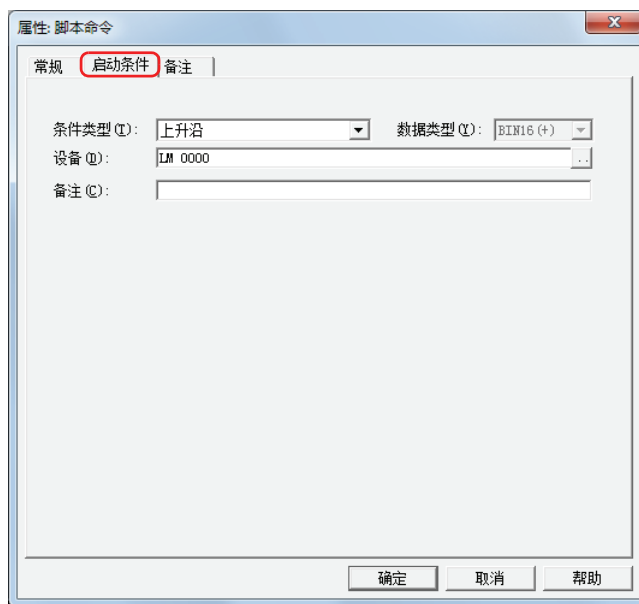 属性: 脚本命令
常规 启动条件 备注
条件类型(T): 上升沿 数据类型(Y): BIN16(+)
设备(D): LM 0000 ..
备注(C):
确定 取消 帮助